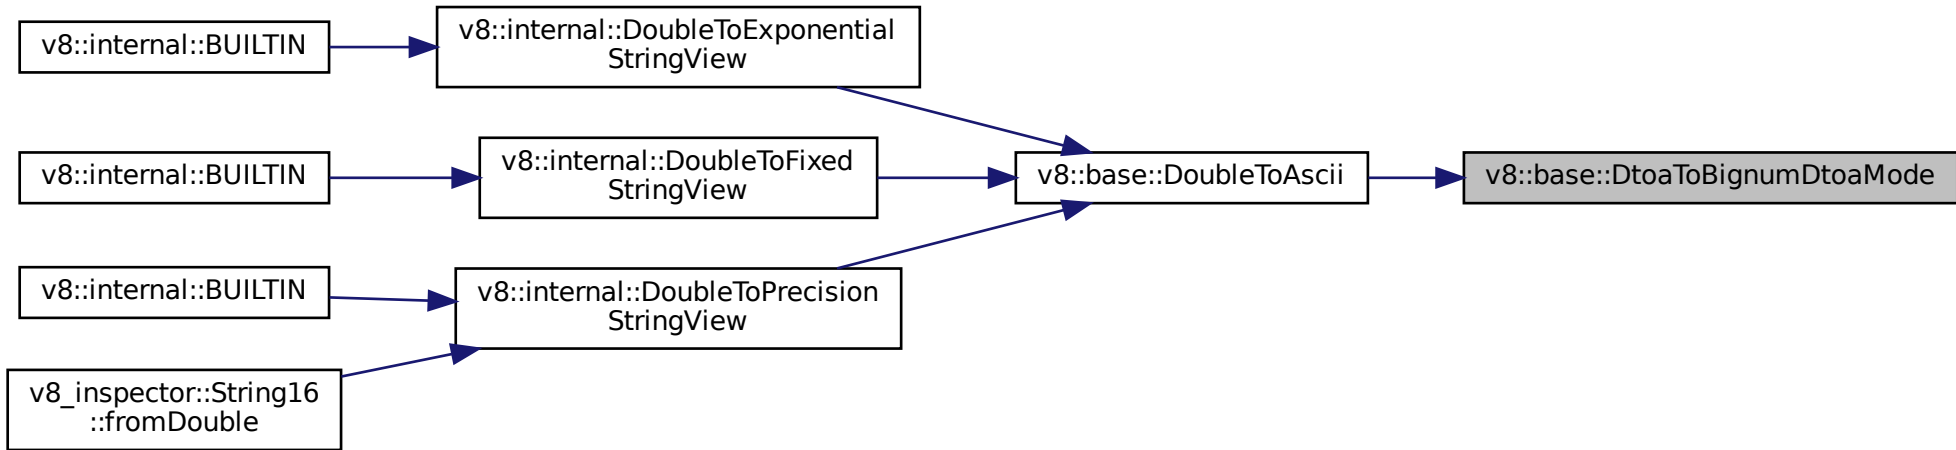 v8::internal::BUILTIN
v8::internal::DoubleToExponential
StringView
v8::internal::BUILTIN
v8::internal::DoubleToFixed
StringView
v8::base::DoubleToAscii
v8::base::DtoaToBignumDtoaMode
v8::internal::BUILTIN
v8::internal::DoubleToPrecision
StringView
v8_inspector::String16
::fromDouble